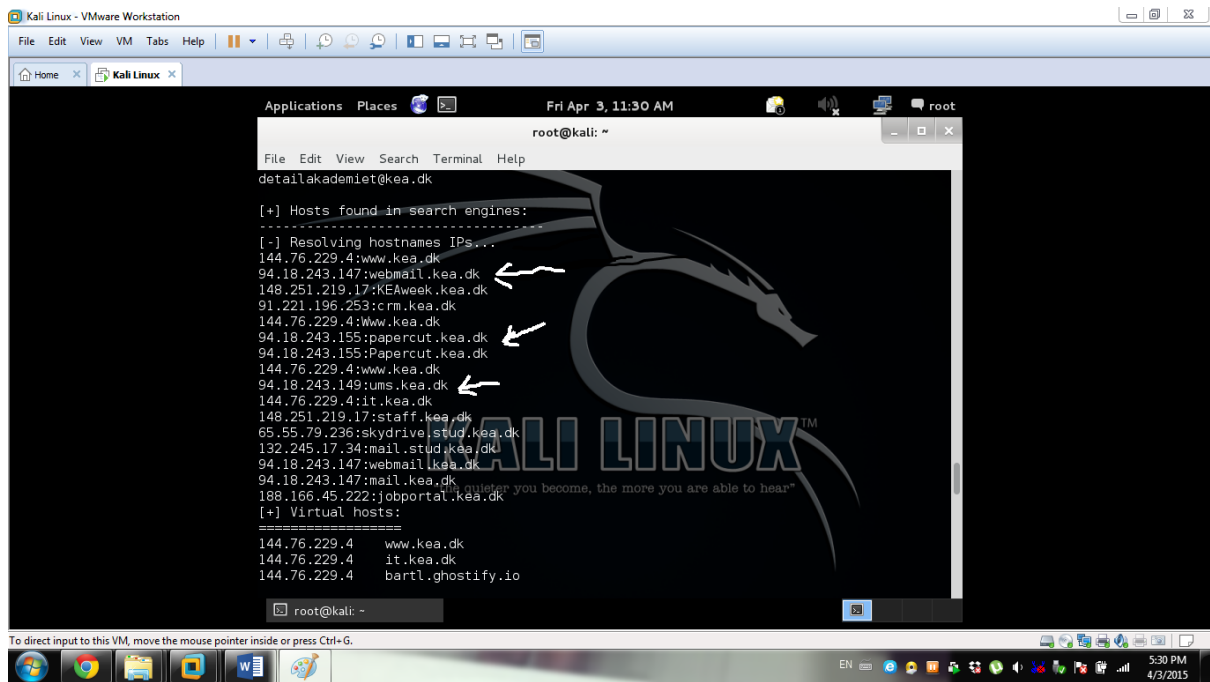 Kali Linux - VMware Workstation
File Edit View VM Tabs Help
Home
Kali Linux
Applications Places Fri Apr 3, 11:30 AM root
root@kali: ~
File Edit View Search Terminal Help
detailakademiet@kea.dk
[+] Hosts found in search engines:
------------------------------------
[-] Resolving hostnames IPs...
144.76.229.4:www.kea.dk
94.18.243.147:webmail.kea.dk
148.251.219.17:KEAweek.kea.dk
91.221.196.253:crm.kea.dk
144.76.229.4:Www.kea.dk
94.18.243.155:papercut.kea.dk
94.18.243.155:Papercut.kea.dk
144.76.229.4:www.kea.dk
94.18.243.149:ums.kea.dk
144.76.229.4:it.kea.dk
148.251.219.17:staff.kea.dk
65.55.79.236:skydrive.stud.kea.dk
132.245.17.34:mail.stud.kea.dk
94.18.243.147:webmail.kea.dk
94.18.243.147:mail.kea.dk
188.166.45.222:jobportal.kea.dk
[+] Virtual hosts:
==================
144.76.229.4 www.kea.dk
144.76.229.4 it.kea.dk
144.76.229.4 bartl.ghostify.io
KALI LINUX TM
"the quieter you become, the more you are able to hear"
root@kali: ~
To direct input to this VM, move the mouse pointer inside or press Ctrl+G.
EN
5:30 PM
4/3/2015